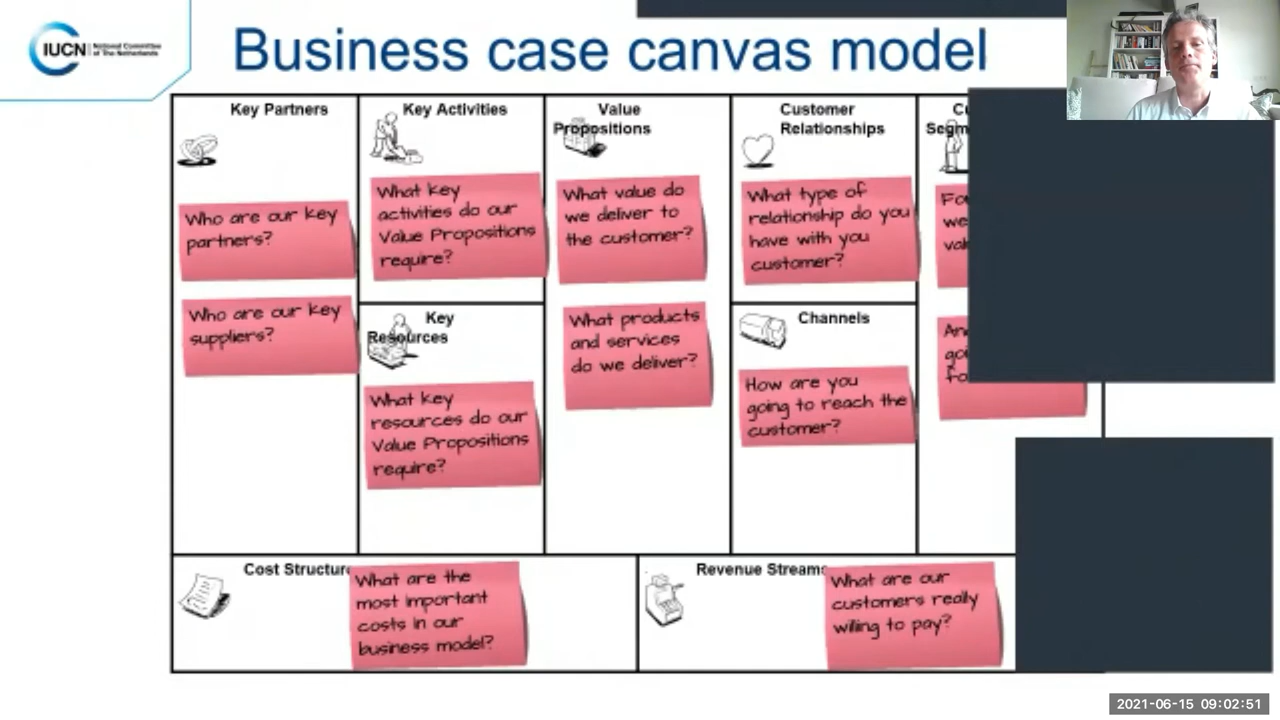 IUCN
National Committee
of The Netherlands
Business case canvas model
Key Partners
Who are our key
partners?
Who are our key
suppliers?
Key Activities
What key
activities do our
Value Propositions
require?
Key
Resources
What key
resources do our
Value Propositions
require?
Value
Propositions
What value do
we deliver to
the customer?
What products
and services
do we deliver?
Customer
Relationships
What type of
relationship do you
have with you
customer?
Channels
How are you
going to reach the
customer?
Cost Structure
What are the
most important
costs in our
business model?
Revenue Streams
What are our
customers really
willing to pay?
2021-06-15 09:02:51